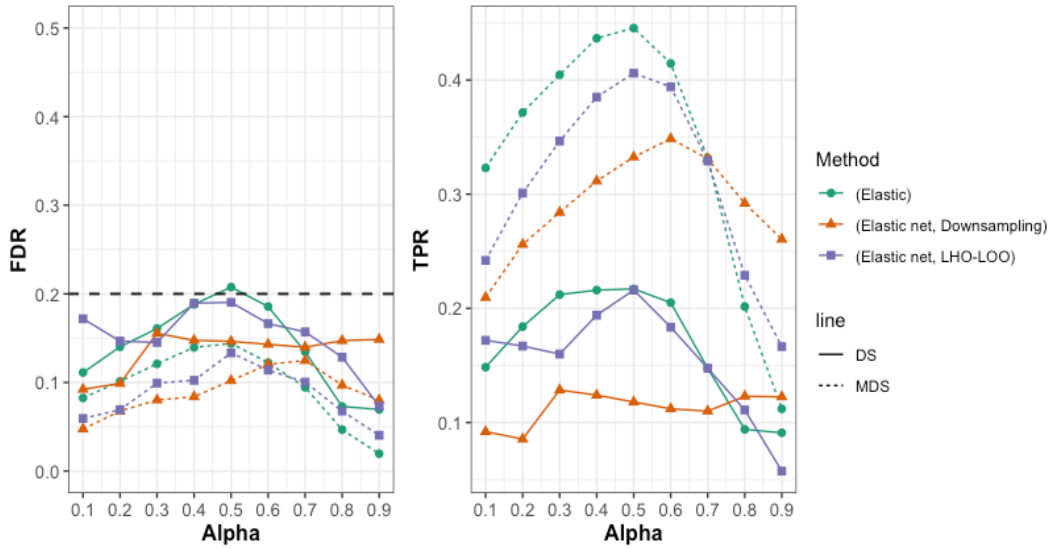 0.5
0.4
0.3
0.2
0.1
0.0
FDR
0.1 0.2 0.3 0.4 0.5 0.6 0.7 0.8 0.9
Alpha
0.4
0.3
0.2
0.1
TPR
0.1 0.2 0.3 0.4 0.5 0.6 0.7 0.8 0.9
Alpha
Method
(Elastic)
(Elastic net, Downsampling)
(Elastic net, LHO-LOO)
line
DS
MDS